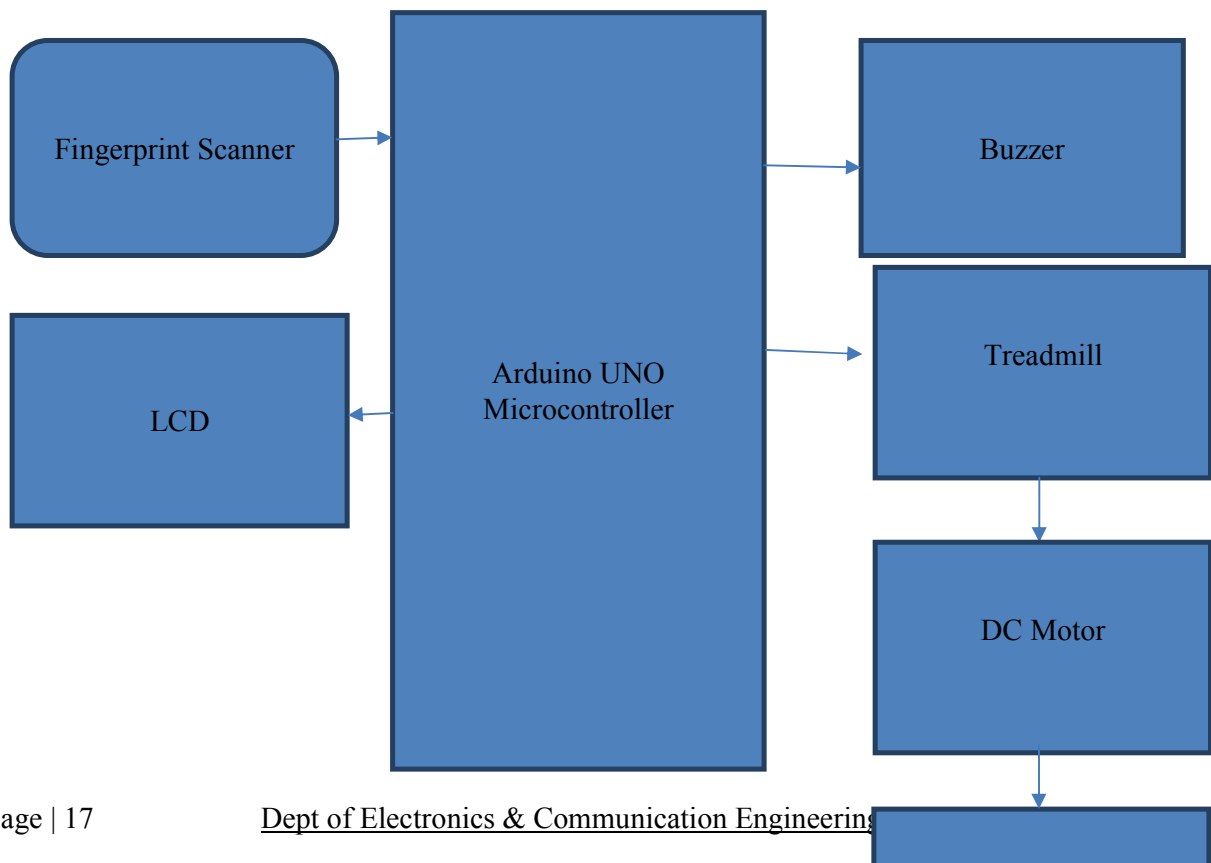 Fingerprint Scanner
Buzzer
LCD
Arduino UNO
Microcontroller
Treadmill
DC Motor
age | 17
Dept of Electronics & Communication Engineering